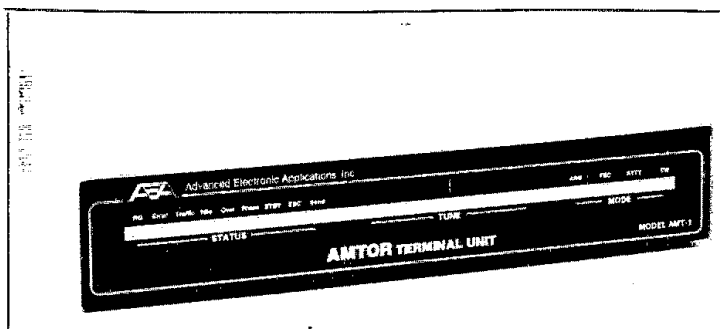 AEA Advanced Electronic Applications, Inc.
RQ Error Traffic Idle Over Phase STBY ESC Send
ARQ FEC RTTY CW
STATUS TUNE MODE
AMTOR TERMINAL UNIT
MODEL AMT-1